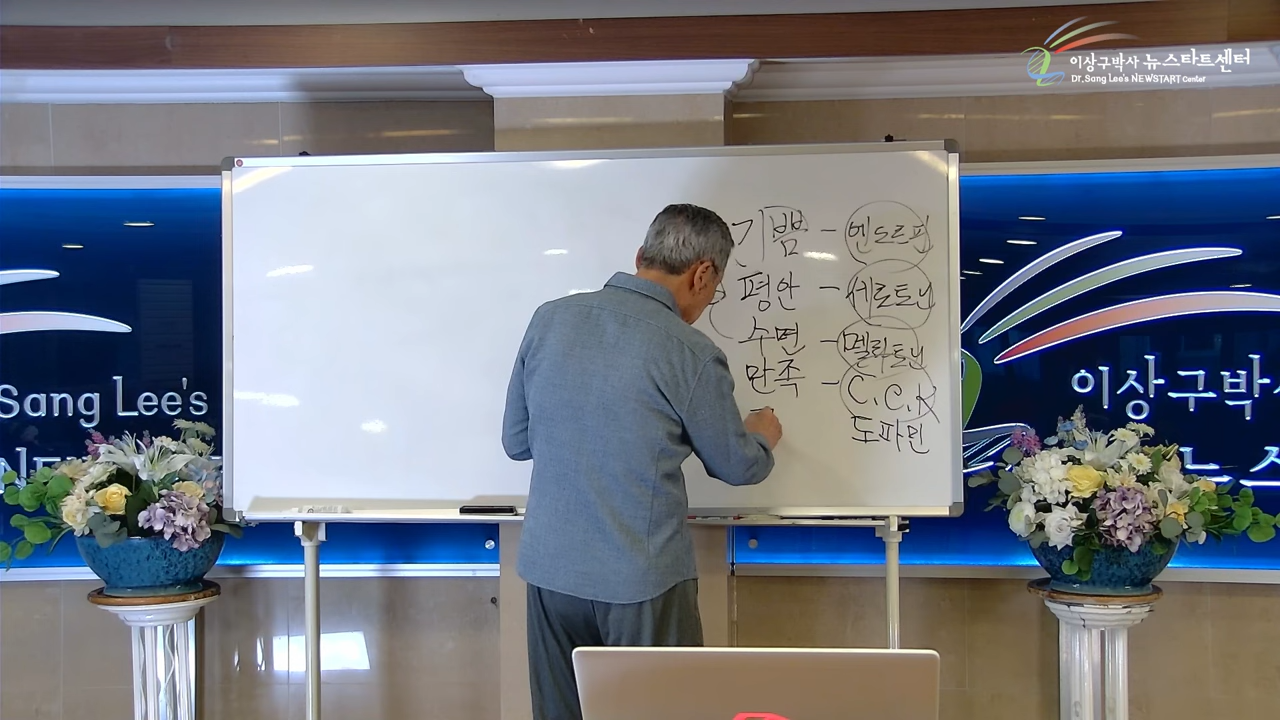 이상구박사 뉴스타트센터
Dr. Sang Lee's NEWSTART Center
기쁨 - 엔도르핀
평안 - 세로토닌
수면 - 멜라토닌
만족 - C.C.K
도파민
Sang Lee's
이상구박